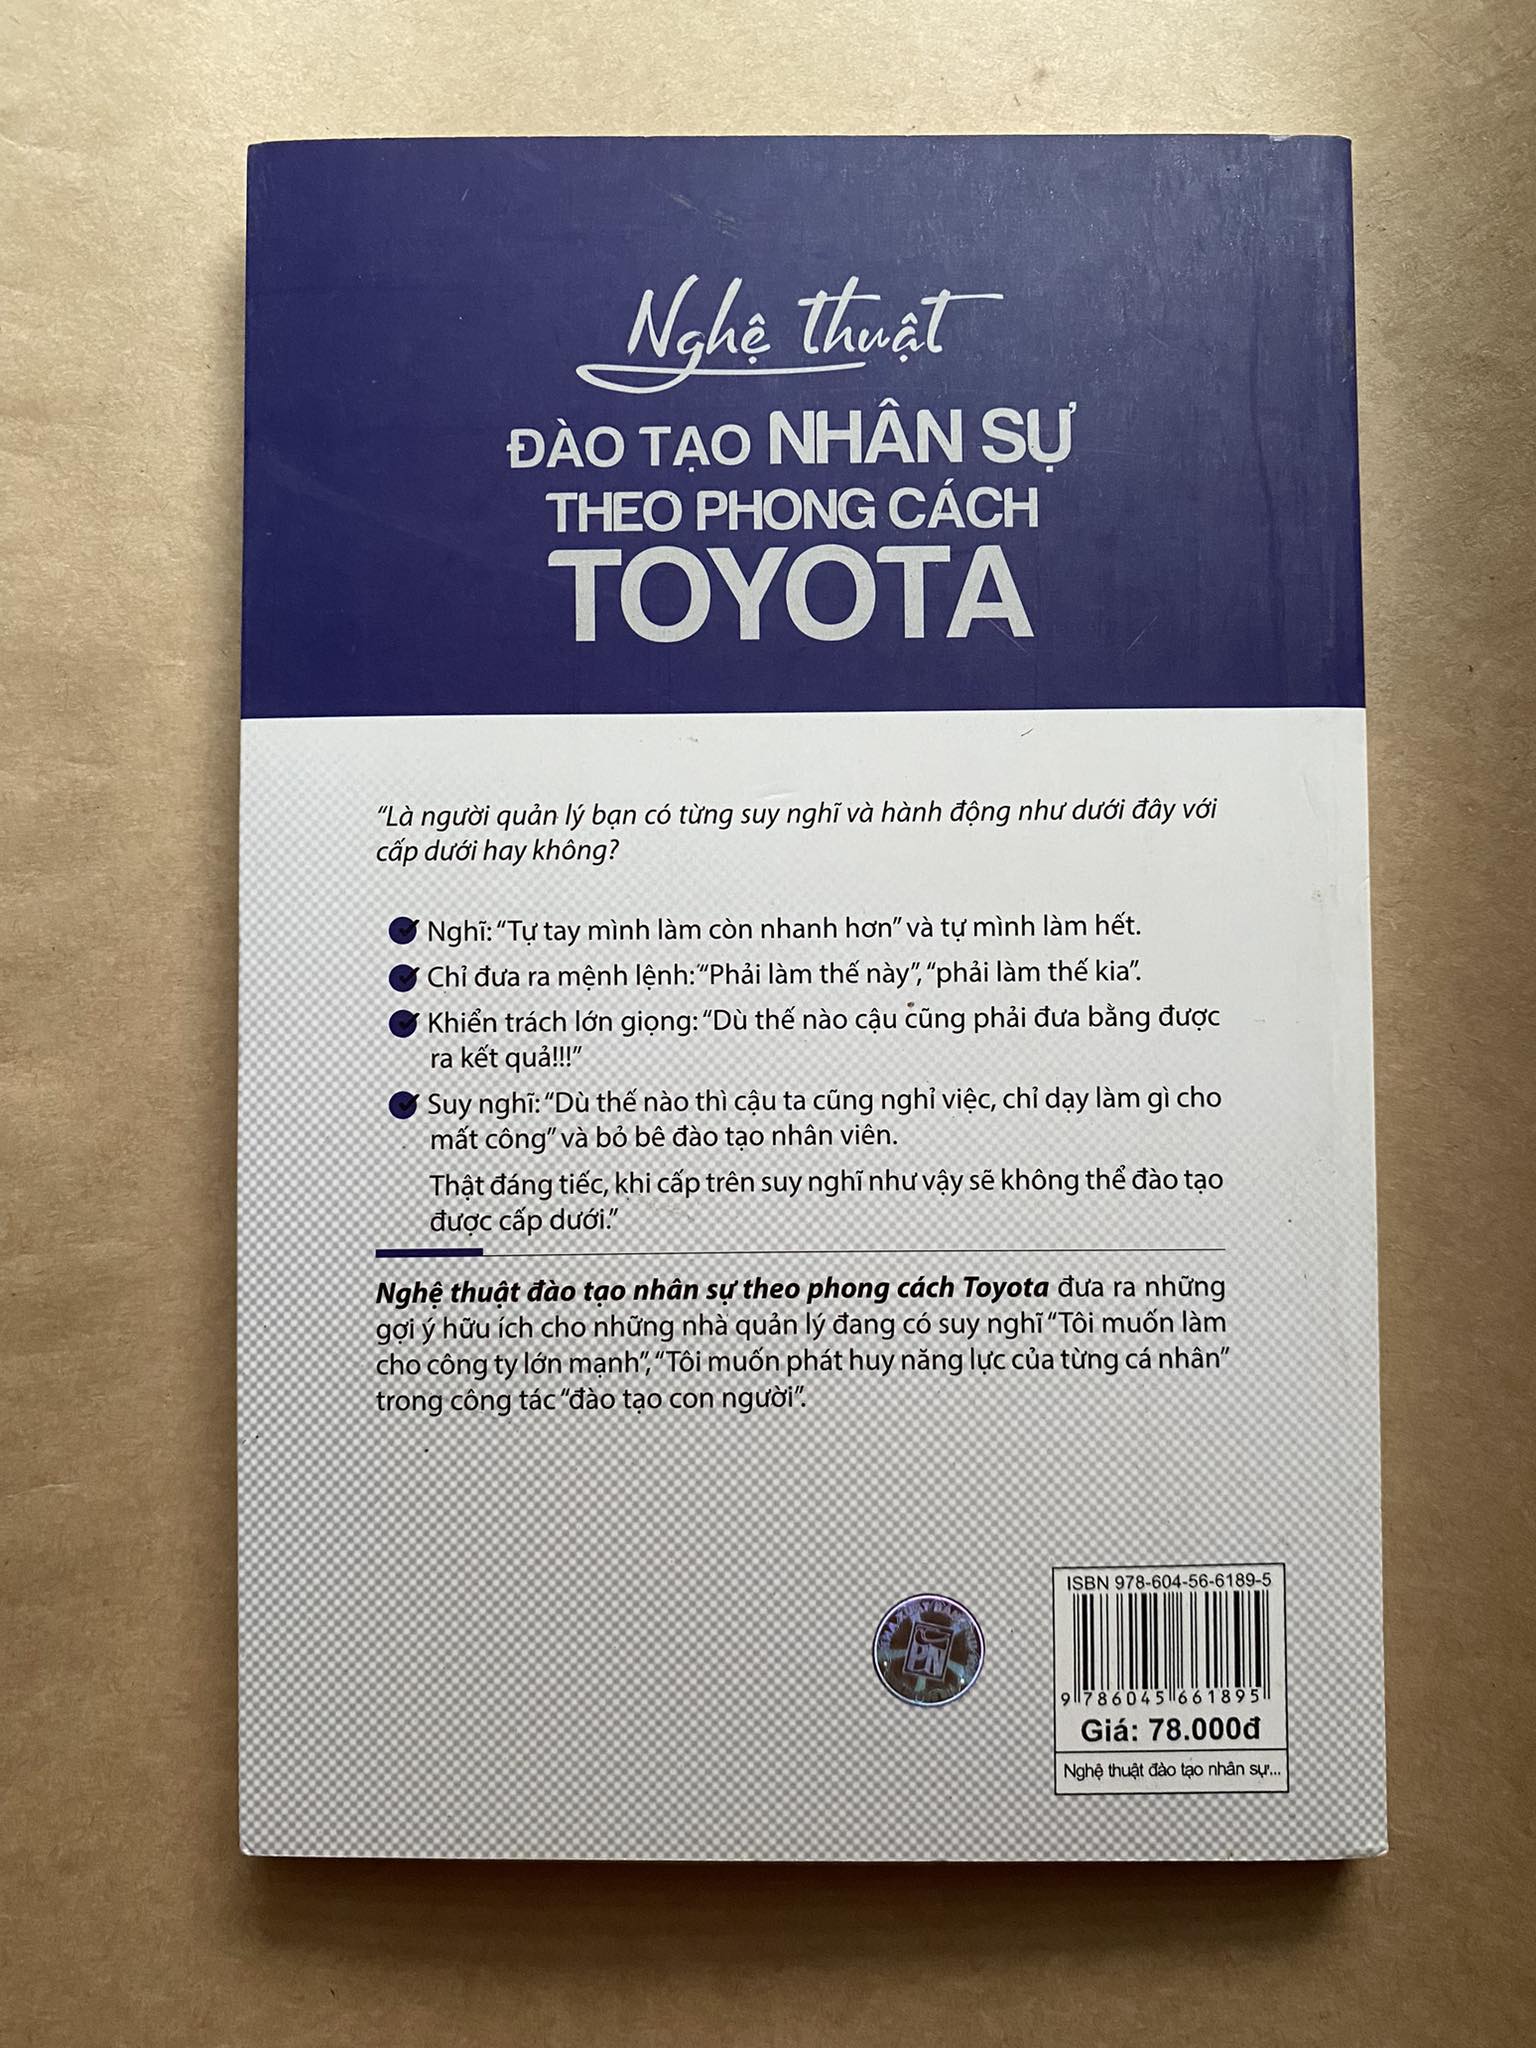 Nghệ thuật
ĐÀO TẠO NHÂN SỰ
THEO PHONG CÁCH
TOYOTA
“Là người quản lý bạn có từng suy nghĩ và hành động như dưới đây với
cấp dưới hay không?
Nghĩ: “Tự tay mình làm còn nhanh hơn” và tự mình làm hết.
Chỉ đưa ra mệnh lệnh: “Phải làm thế này”, “phải làm thế kia”.
Khiển trách lớn giọng: “Dù thế nào cậu cũng phải đưa bằng được
ra kết quả!!!”
Suy nghĩ: “Dù thế nào thì cậu ta cũng nghỉ việc, chỉ dạy làm gì cho
mất công” và bỏ bê đào tạo nhân viên.
Thật đáng tiếc, khi cấp trên suy nghĩ như vậy sẽ không thể đào tạo
được cấp dưới.”
Nghệ thuật đào tạo nhân sự theo phong cách Toyota đưa ra những
gợi ý hữu ích cho những nhà quản lý đang có suy nghĩ “Tôi muốn làm
cho công ty lớn mạnh”, “Tôi muốn phát huy năng lực của từng cá nhân”
trong công tác “đào tạo con người”.
ISBN 978-604-56-6189-5
PN
9 786045 661895
Giá: 78.000đ
Nghệ thuật đào tạo nhân sự...